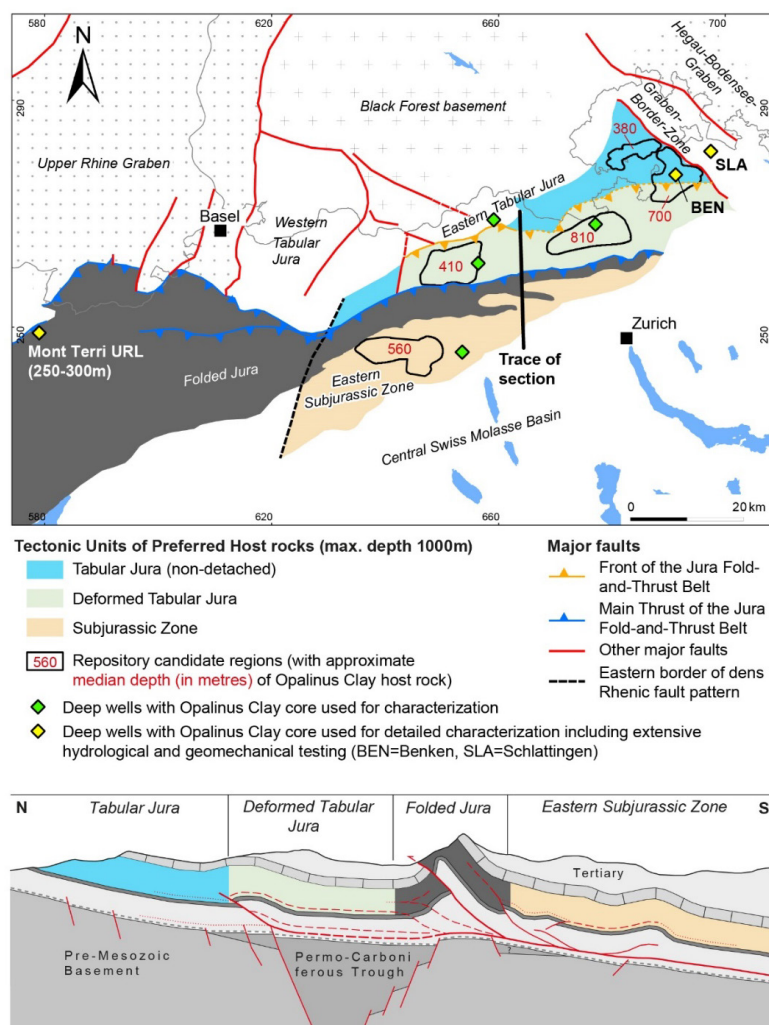 580
620
660
700
N
Hegau-Bodensee-
Graben
290
290
Black Forest basement
Graben-
Border-Zone
380
Upper Rhine Graben
SLA
Eastern Tabular Jura
BEN
Basel
Western
Tabular
Jura
700
810
410
250
250
Mont Terri URL
(250-300m)
Zurich
560
Folded Jura
Trace of
section
Eastern
Subjurassic Zone
Central Swiss Molasse Basin
0
20 km
580
620
660
Tectonic Units of Preferred Host rocks (max. depth 1000m)
Tabular Jura (non-detached)
Deformed Tabular Jura
Subjurassic Zone
560 Repository candidate regions (with approximate
median depth (in metres) of Opalinus Clay host rock)
Deep wells with Opalinus Clay core used for characterization
Deep wells with Opalinus Clay core used for detailed characterization including extensive
hydrological and geomechanical testing (BEN=Benken, SLA=Schlattingen)
Major faults
Front of the Jura Fold-
and-Thrust Belt
Main Thrust of the Jura
Fold-and-Thrust Belt
Other major faults
Eastern border of dens
Rhenic fault pattern
N
Tabular Jura
Deformed Tabular
Jura
Folded Jura
Eastern Subjurassic Zone
S
Tertiary
Pre-Mesozoic
Basement
Permo-Carboni
ferous Trough